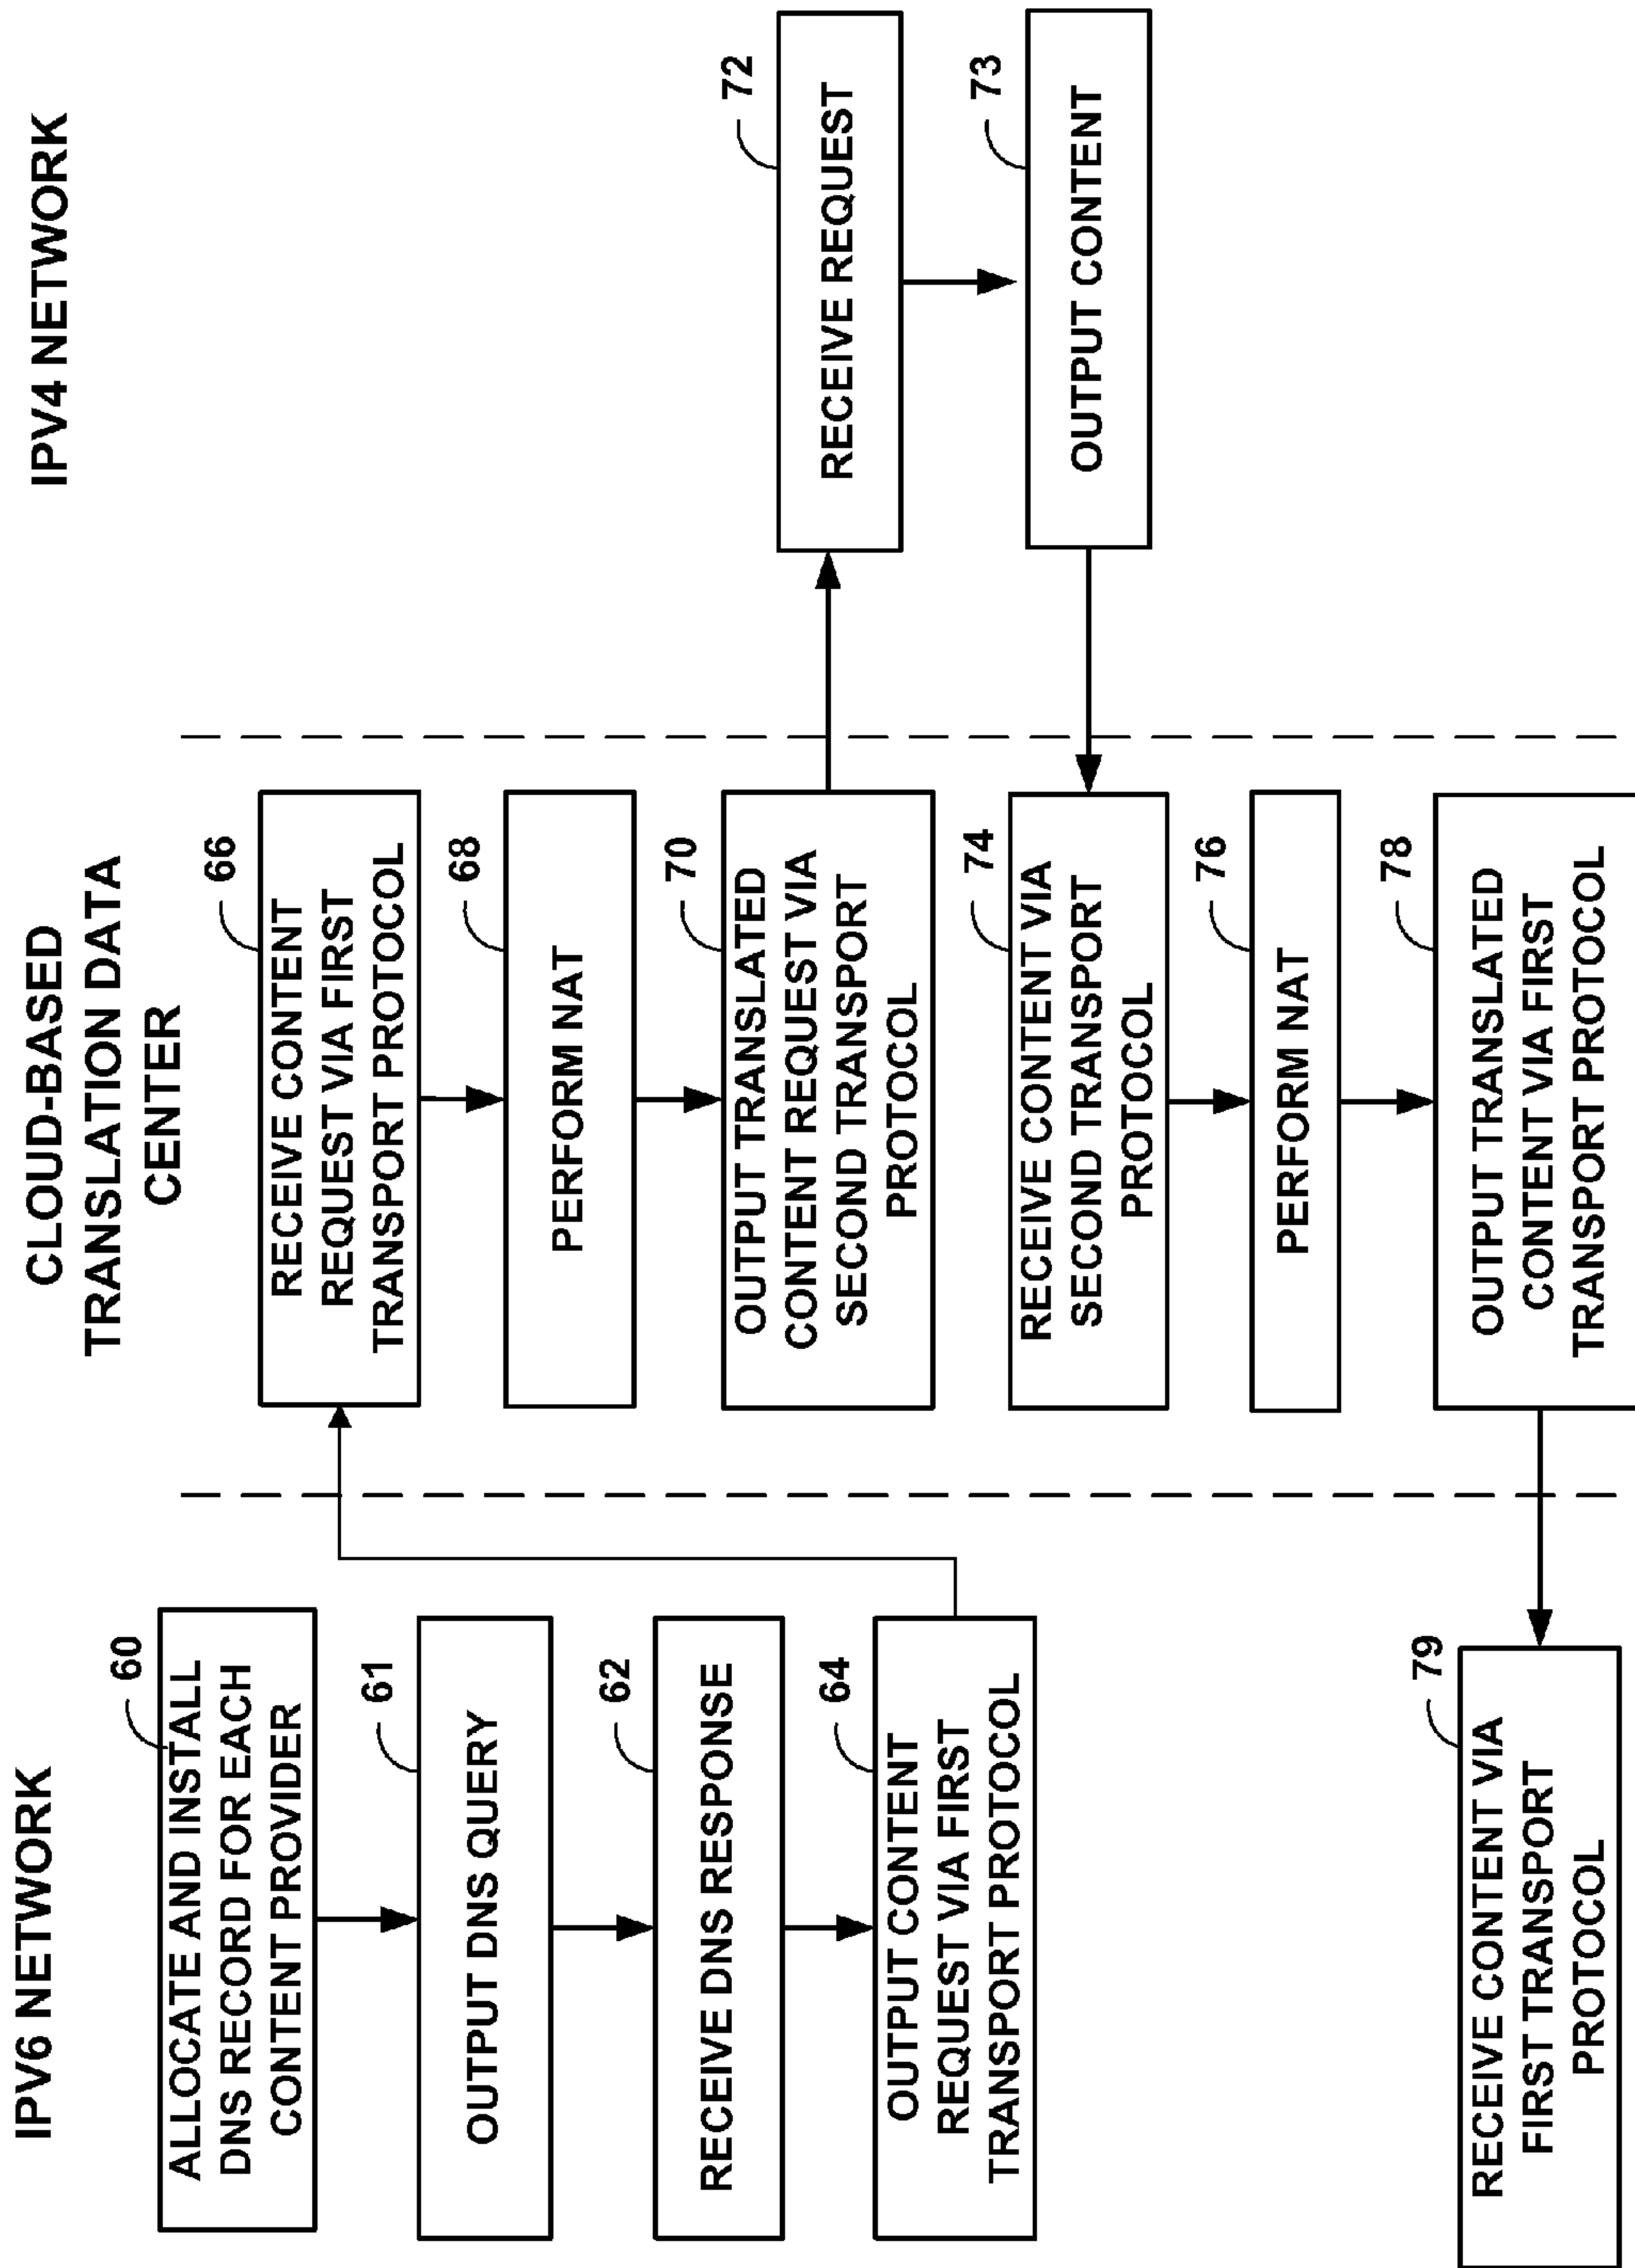 IPV6 NETWORK
60
ALLOCATE AND INSTALL
DNS RECORD FOR EACH
CONTENT PROVIDER
61
OUTPUT DNS QUERY
62
RECEIVE DNS RESPONSE
64
OUTPUT CONTENT
REQUEST VIA FIRST
TRANSPORT PROTOCOL
79
RECEIVE CONTENT VIA
FIRST TRANSPORT
PROTOCOL
CLOUD-BASED
TRANSLATION DATA
CENTER
66
RECEIVE CONTENT
REQUEST VIA FIRST
TRANSPORT PROTOCOL
68
PERFORM NAT
70
OUTPUT TRANSLATED
CONTENT REQUEST VIA
SECOND TRANSPORT
PROTOCOL
74
RECEIVE CONTENT VIA
SECOND TRANSPORT
PROTOCOL
76
PERFORM NAT
78
OUTPUT TRANSLATED
CONTENT VIA FIRST
TRANSPORT PROTOCOL
IPV4 NETWORK
72
RECEIVE REQUEST
73
OUTPUT CONTENT